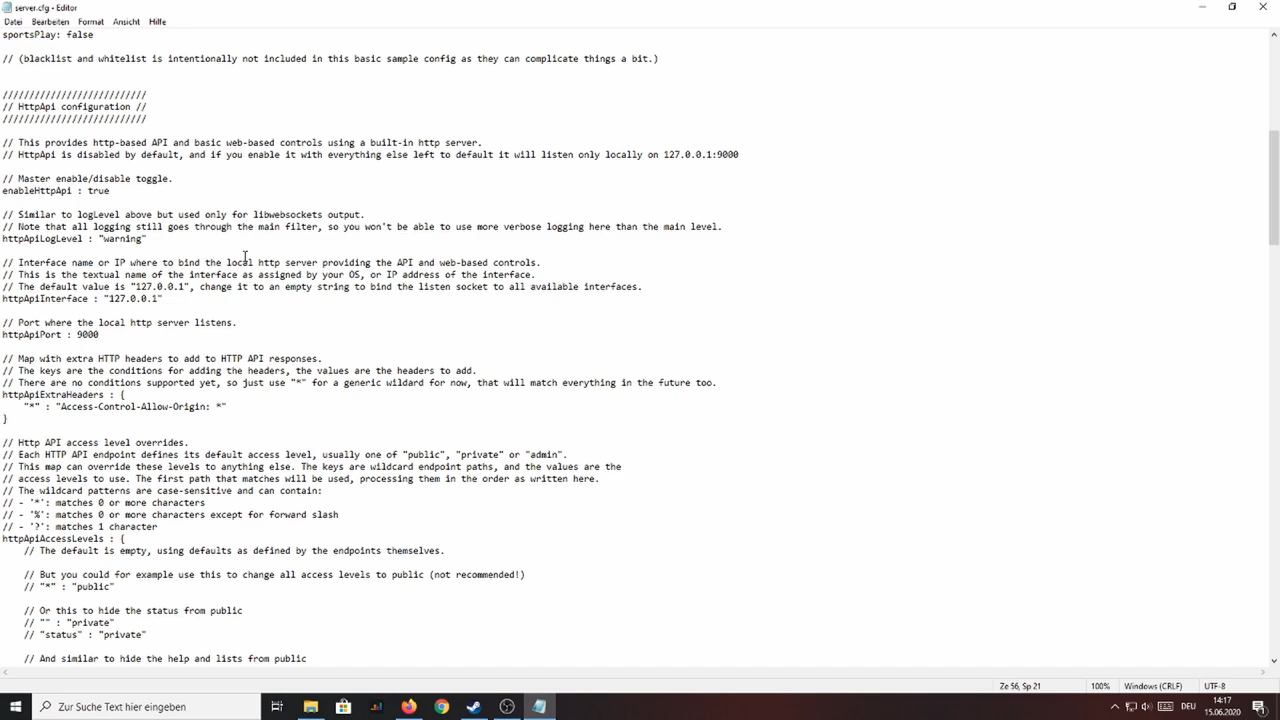 server.cfg - Editor
Datei Bearbeiten Format Ansicht Hilfe
sportsPlay: false
// (blacklist and whitelist is intentionally not included in this basic sample config as they can complicate things a bit.)
///////////////////////////
// HttpApi configuration //
///////////////////////////
// This provides http-based API and basic web-based controls using a built-in http server.
// HttpApi is disabled by default, and if you enable it with everything else left to default it will listen only locally on 127.0.0.1:9000
// Master enable/disable toggle.
enableHttpApi : true
// Similar to logLevel above but used only for libwebsockets output.
// Note that all logging still goes through the main filter, so you won't be able to use more verbose logging here than the main level.
httpApiLogLevel : "warning"
// Interface name or IP where to bind the local http server providing the API and web-based controls.
// This is the textual name of the interface as assigned by your OS, or IP address of the interface.
// The default value is "127.0.0.1", change it to an empty string to bind the listen socket to all available interfaces.
httpApiInterface : "127.0.0.1"
// Port where the local http server listens.
httpApiPort : 9000
// Map with extra HTTP headers to add to HTTP API responses.
// The keys are the conditions for adding the headers, the values are the headers to add.
// There are no conditions supported yet, so just use "*" for a generic wildard for now, that will match everything in the future too.
httpApiExtraHeaders : {
"*" : "Access-Control-Allow-Origin: *"
}
// Http API access level overrides.
// Each HTTP API endpoint defines its default access level, usually one of "public", "private" or "admin".
// This map can override these levels to anything else. The keys are wildcard endpoint paths, and the values are the
// access levels to use. The first path that matches will be used, processing them in the order as written here.
// The wildcard patterns are case-sensitive and can contain:
// - '*': matches 0 or more characters
// - '%': matches 0 or more characters except for forward slash
// - '?': matches 1 character
httpApiAccessLevels : {
// The default is empty, using defaults as defined by the endpoints themselves.
// But you could for example use this to change all access levels to public (not recommended!)
// "*" : "public"
// Or this to hide the status from public
// "" : "private"
// "status" : "private"
// And similar to hide the help and lists from public
Ze 56, Sp 21 100% Windows (CRLF) UTF-8
Zur Suche Text hier eingeben
DEU
14:17
15.06.2020
1